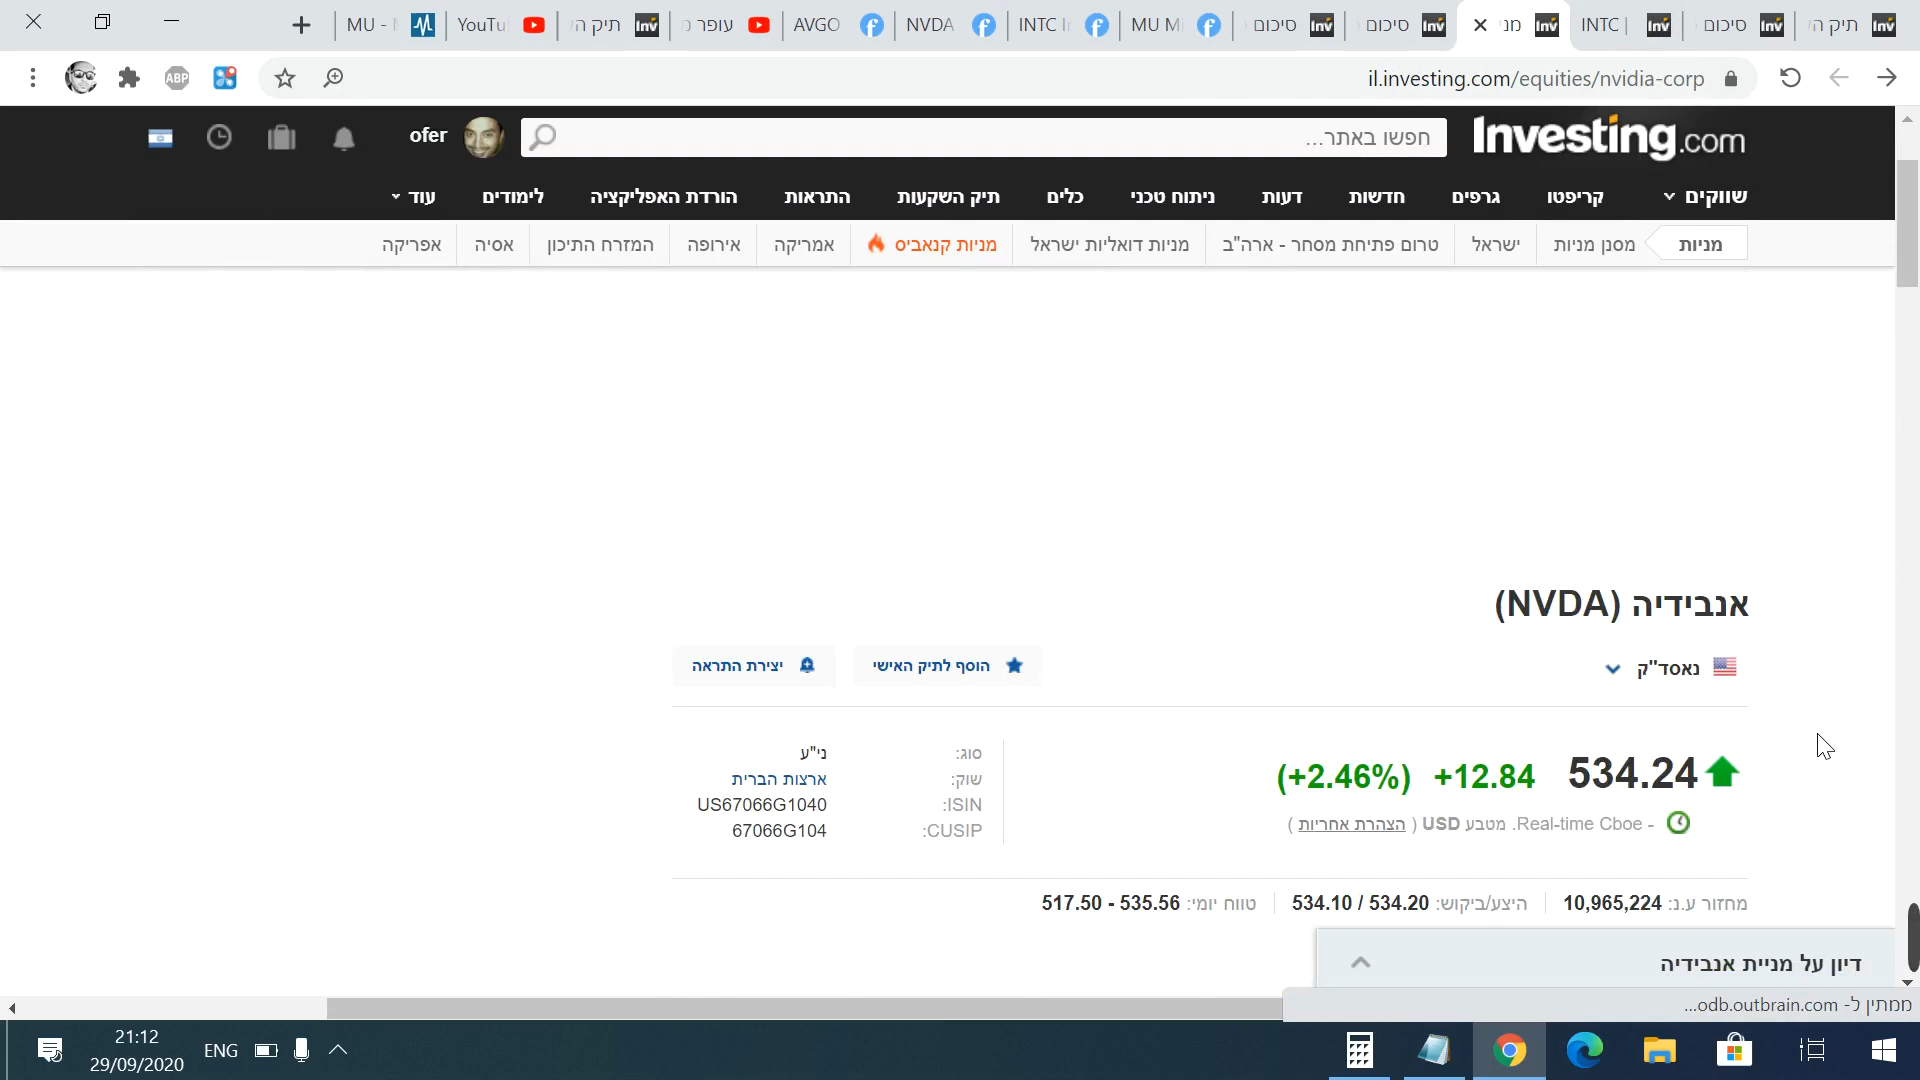 תיק ה
סיכום
INTC |
מני
סיכום
סיכום
MU Mi
INTC I
NVDA
AVGO
עופר
תיק ה
YouTu
MU -
il.investing.com/equities/nvidia-corp
ABP
Investing.com
חפשו באתר...
ofer
שווקים
קריפטו
גרפים
חדשות
דעות
ניתוח טכני
כלים
תיק השקעות
התראות
הורדת האפליקציה
לימודים
עוד
מניות
מסנן מניות
ישראל
טרום פתיחת מסחר - ארה"ב
מניות דואליות ישראל
מניות קנאביס
אמריקה
אירופה
המזרח התיכון
אסיה
אפריקה
אנבידיה (NVDA)
נאסד"ק
הוסף לתיק האישי
יצירת התראה
534.24 +12.84 (+2.46%)
- Real-time Cboe. מטבע USD ( הצהרת אחריות )
סוג: ני"ע
שוק: ארצות הברית
ISIN: US67066G1040
CUSIP: 67066G104
מחזור ע.נ: 10,965,224
היצע/ביקוש: 534.10 / 534.20
טווח יומי: 517.50 - 535.56
דיון על מניית אנבידיה
ממתין ל- odb.outbrain.com...
21:12
29/09/2020
ENG